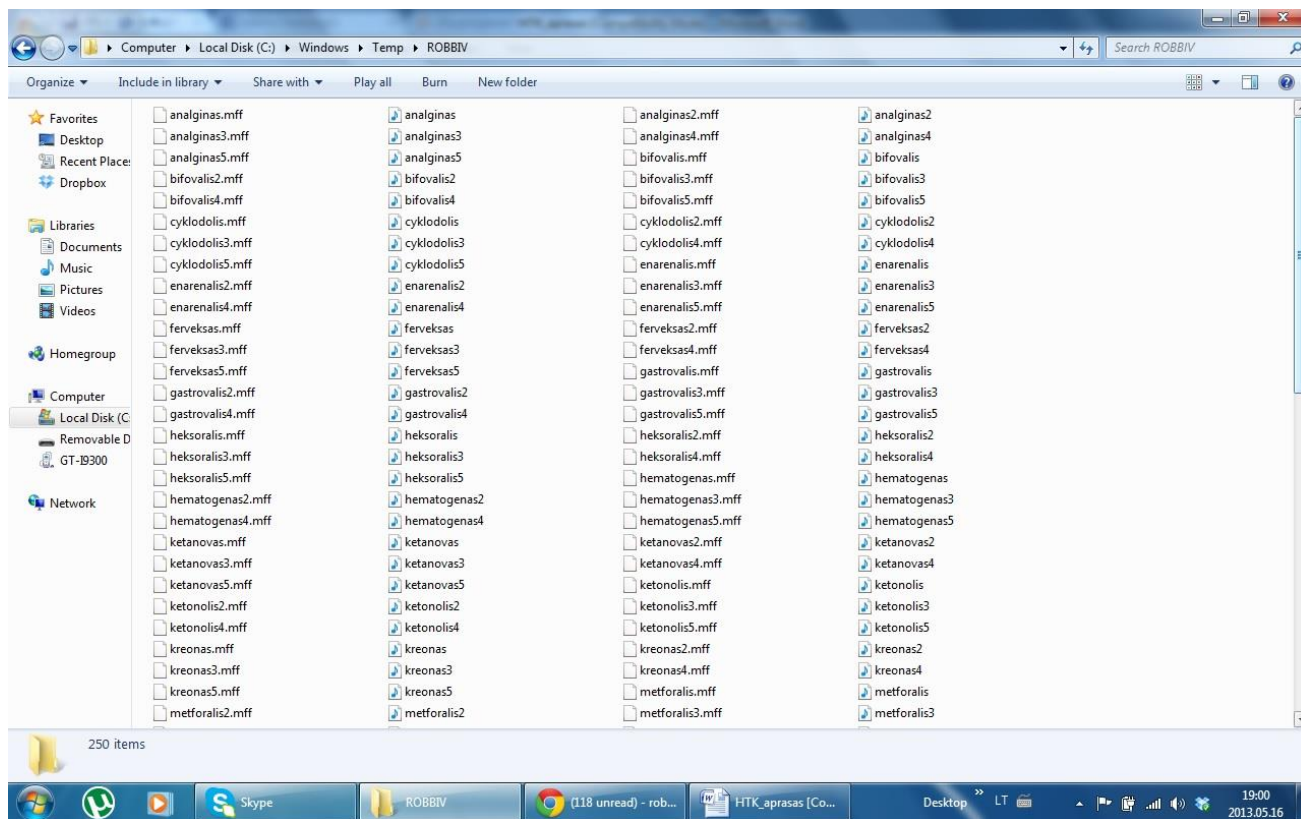 Computer ▸ Local Disk (C:) ▸ Windows ▸ Temp ▸ ROBBIV
Search ROBBIV
Organize Include in library Share with Play all Burn New folder
Favorites
Desktop
Recent Places
Dropbox
Libraries
Documents
Music
Pictures
Videos
Homegroup
Computer
Local Disk (C
Removable D
GT-I9300
Network
analginas.mff analginas analginas2.mff analginas2
analginas3.mff analginas3 analginas4.mff analginas4
analginas5.mff analginas5 bifovalis.mff bifovalis
bifovalis2.mff bifovalis2 bifovalis3.mff bifovalis3
bifovalis4.mff bifovalis4 bifovalis5.mff bifovalis5
cyklodolis.mff cyklodolis cyklodolis2.mff cyklodolis2
cyklodolis3.mff cyklodolis3 cyklodolis4.mff cyklodolis4
cyklodolis5.mff cyklodolis5 enarenalis.mff enarenalis
enarenalis2.mff enarenalis2 enarenalis3.mff enarenalis3
enarenalis4.mff enarenalis4 enarenalis5.mff enarenalis5
ferveksas.mff ferveksas ferveksas2.mff ferveksas2
ferveksas3.mff ferveksas3 ferveksas4.mff ferveksas4
ferveksas5.mff ferveksas5 gastrovalis.mff gastrovalis
gastrovalis2.mff gastrovalis2 gastrovalis3.mff gastrovalis3
gastrovalis4.mff gastrovalis4 gastrovalis5.mff gastrovalis5
heksoralis.mff heksoralis heksoralis2.mff heksoralis2
heksoralis3.mff heksoralis3 heksoralis4.mff heksoralis4
heksoralis5.mff heksoralis5 hematogenas.mff hematogenas
hematogenas2.mff hematogenas2 hematogenas3.mff hematogenas3
hematogenas4.mff hematogenas4 hematogenas5.mff hematogenas5
ketanovas.mff ketanovas ketanovas2.mff ketanovas2
ketanovas3.mff ketanovas3 ketanovas4.mff ketanovas4
ketanovas5.mff ketanovas5 ketonolis.mff ketonolis
ketonolis2.mff ketonolis2 ketonolis3.mff ketonolis3
ketonolis4.mff ketonolis4 ketonolis5.mff ketonolis5
kreonas.mff kreonas kreonas2.mff kreonas2
kreonas3.mff kreonas3 kreonas4.mff kreonas4
kreonas5.mff kreonas5 metforalis.mff metforalis
metforalis2.mff metforalis2 metforalis3.mff metforalis3
250 items
Skype ROBBIV (118 unread) - rob... HTK_aprasas [Co... Desktop » LT 19:00
2013.05.16